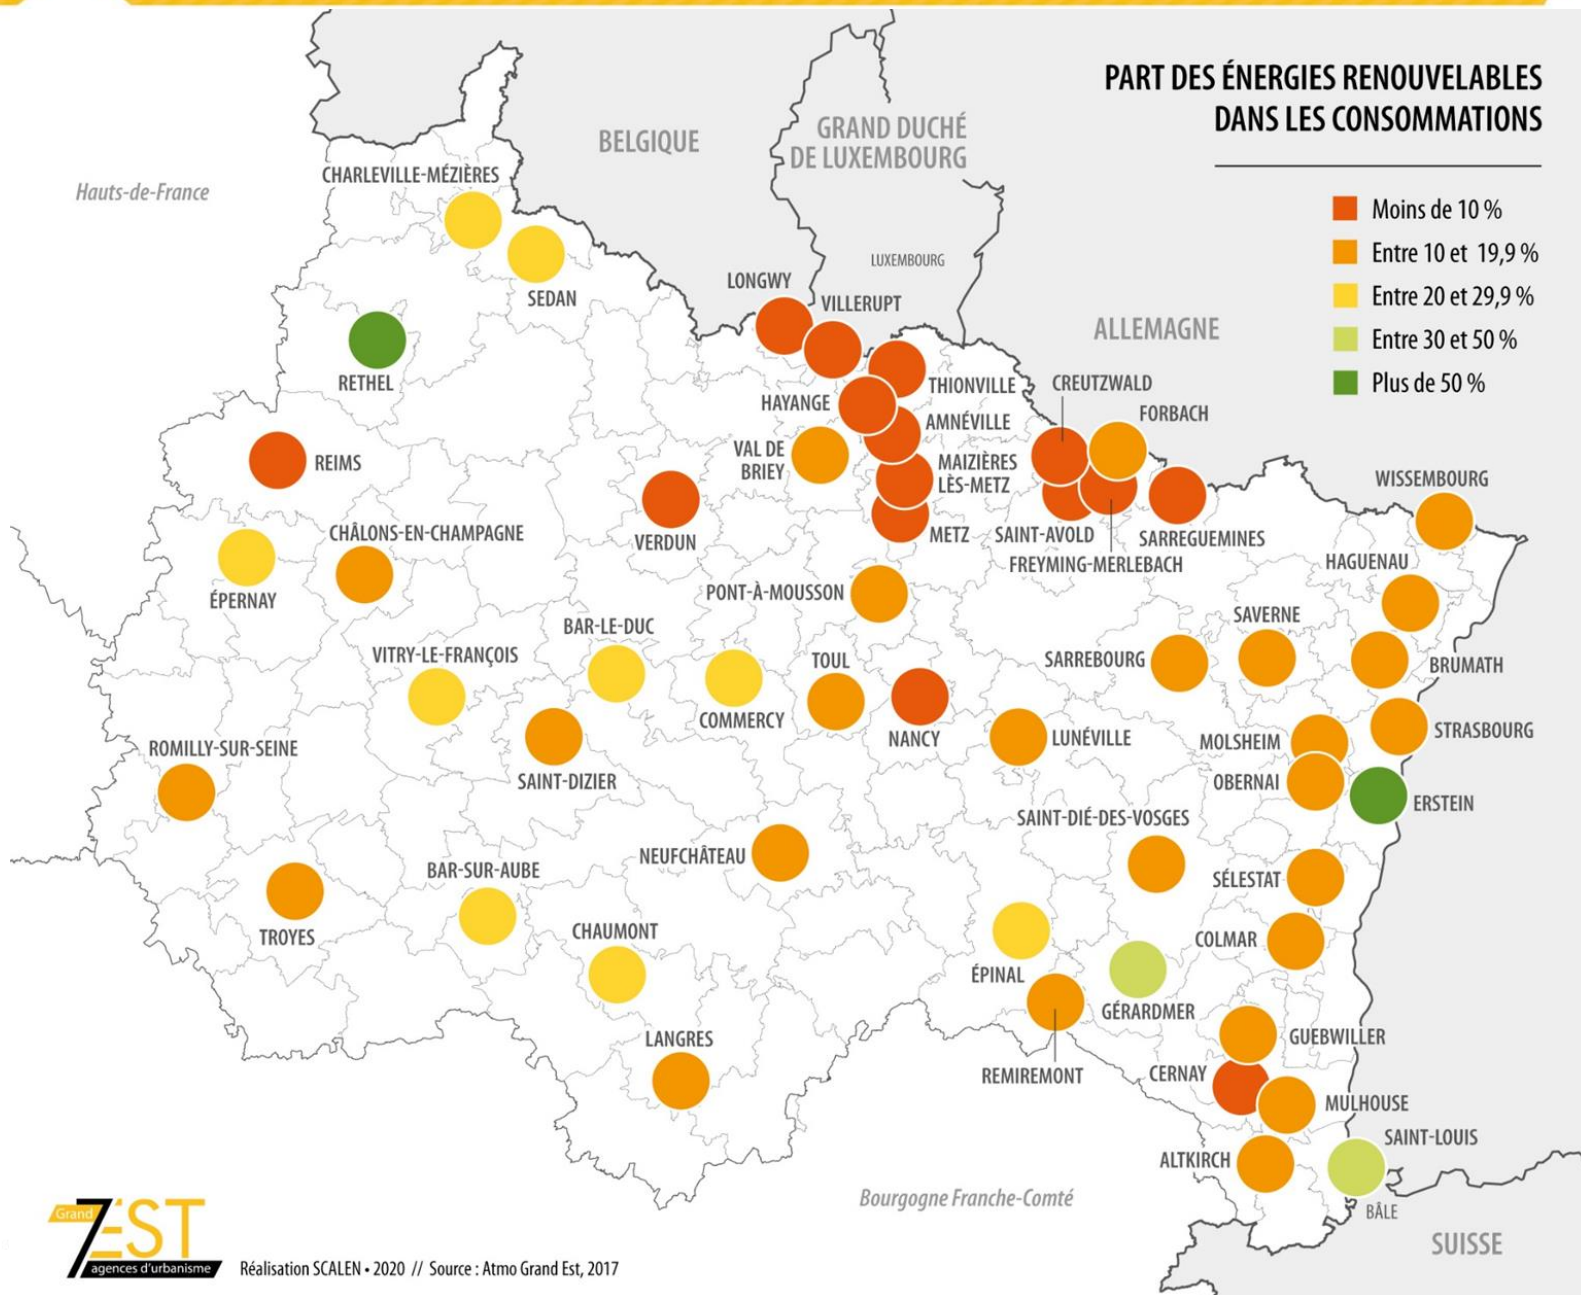 PART DES ÉNERGIES RENOUVELABLES
DANS LES CONSOMMATIONS
Moins de 10 %
Entre 10 et 19,9 %
Entre 20 et 29,9 %
Entre 30 et 50 %
Plus de 50 %
BELGIQUE
GRAND DUCHÉ
DE LUXEMBOURG
Hauts-de-France
CHARLEVILLE-MÉZIÈRES
LUXEMBOURG
SEDAN
LONGWY
VILLERUPT
ALLEMAGNE
RETHEL
THIONVILLE
CREUTZWALD
HAYANGE
FORBACH
AMNÉVILLE
VAL DE
BRIEY
MAIZIÈRES
LÈS-METZ
REIMS
WISSEMBOURG
CHÂLONS-EN-CHAMPAGNE
VERDUN
METZ
SAINT-AVOLD
SARREGUEMINES
FREYMING-MERLEBACH
HAGUENAU
ÉPERNAY
PONT-À-MOUSSON
SAVERNE
BAR-LE-DUC
VITRY-LE-FRANÇOIS
TOUL
SARREBOURG
BRUMATH
COMMERCY
NANCY
LUNÉVILLE
MOLSHEIM
STRASBOURG
ROMILLY-SUR-SEINE
SAINT-DIZIER
OBERNAI
ERSTEIN
SAINT-DIÉ-DES-VOSGES
NEUFCHÂTEAU
BAR-SUR-AUBE
SÉLESTAT
TROYES
CHAUMONT
COLMAR
ÉPINAL
GÉRARDMER
LANGRES
GUEBWILLER
REMIREMONT
CERNAY
MULHOUSE
SAINT-LOUIS
ALTKIRCH
Bourgogne Franche-Comté
BÂLE
SUISSE
Grand
7EST
agences d'urbanisme
Réalisation SCALEN • 2020 // Source : Atmo Grand Est, 2017